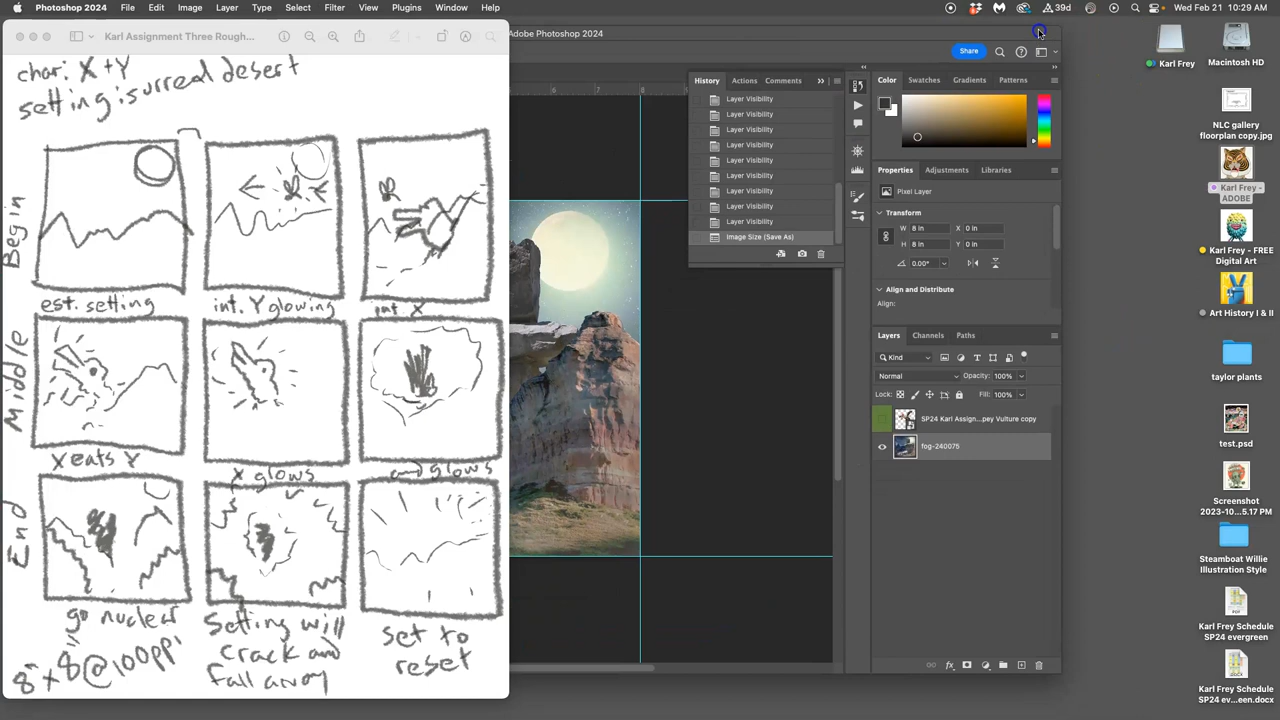 Photoshop 2024 File Edit Image Layer Type Select Filter View Plugins Window Help
39d Wed Feb 21 10:29 AM
Karl Assignment Three Rough...
Adobe Photoshop 2024
Share
char: X + Y
setting is surreal desert
Begin
est. setting
int. Y glowing
int. X
Middle
X eats Y
X glows
and glows
End
go nuclear
Setting will
crack and
fall away
set to
reset
8" x 8" @ 100ppi
6 7 8
History Actions Comments
Layer Visibility
Layer Visibility
Layer Visibility
Layer Visibility
Layer Visibility
Layer Visibility
Layer Visibility
Layer Visibility
Layer Visibility
Image Size (Save As)
Color Swatches Gradients Patterns
Properties Adjustments Libraries
Pixel Layer
Transform
W 8 in X 0 in
H 8 in Y 0 in
0.00°
Align and Distribute
Align:
Layers Channels Paths
Kind
Normal Opacity: 100%
Lock: Fill: 100%
SP24 Karl Assign...pey Vulture copy
fog-240075
Karl Frey
Macintosh HD
NLC gallery
floorplan copy.jpg
Karl Frey -
ADOBE
Karl Frey - FREE
Digital Art
Art History I & II
taylor plants
test.psd
Screenshot
2023-10...5.17 PM
Steamboat Willie
Illustration Style
PDF
Karl Frey Schedule
SP24 evergreen
Karl Frey Schedule
SP24 ev...een.docx